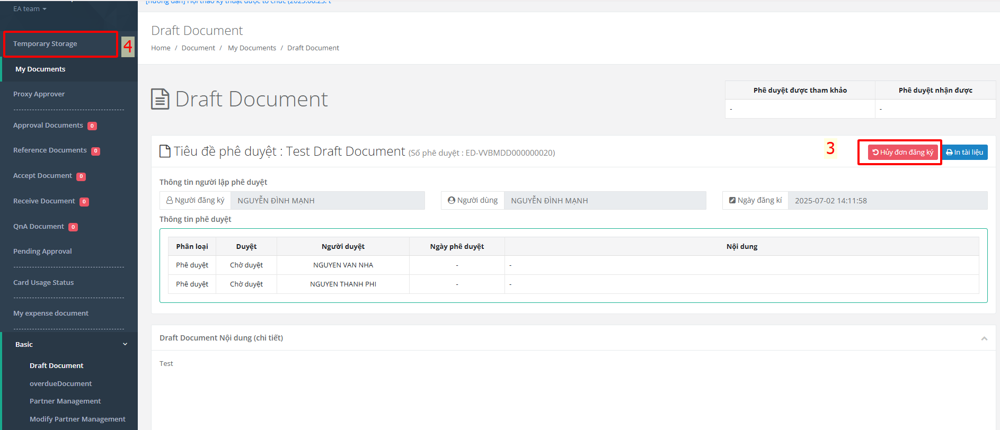 EA team
Temporary Storage
4
My Documents
Proxy Approver
Approval Documents 0
Reference Documents 0
Accept Document 0
Receive Document 0
QnA Document 0
Pending Approval
Card Usage Status
My expense document
Basic
Draft Document
overdueDocument
Partner Management
Modify Partner Management
Draft Document
Home / Document / My Documents / Draft Document
Draft Document
Phê duyệt được tham khảo Phê duyệt nhận được
- -
Tiêu đề phê duyệt : Test Draft Document (Số phê duyệt : ED-VVBMDD000000020)
3
Hủy đơn đăng ký In tài liệu
Thông tin người lập phê duyệt
Người đăng ký NGUYỄN ĐÌNH MẠNH Người dùng NGUYỄN ĐÌNH MẠNH Ngày đăng kí 2025-07-02 14:11:58
Thông tin phê duyệt
Phân loại Duyệt Người duyệt Ngày phê duyệt Nội dung
Phê duyệt Chờ duyệt NGUYEN VAN NHA - -
Phê duyệt Chờ duyệt NGUYEN THANH PHI - -
Draft Document Nội dung (chi tiết)
Test